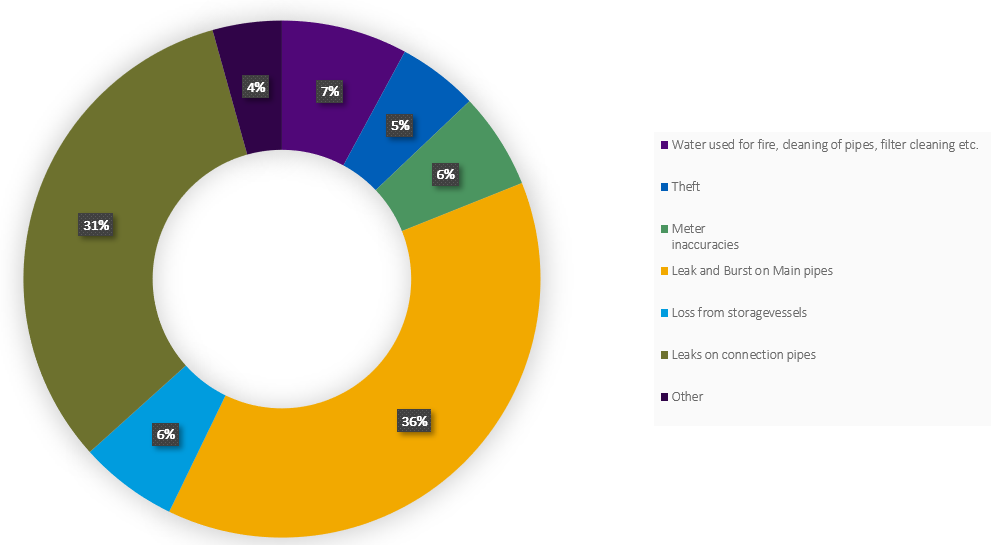 4%
7%
5%
6%
31%
36%
6%
Water used for fire, cleaning of pipes, filter cleaning etc.
Theft
Meter
inaccuracies
Leak and Burst on Main pipes
Loss from storagevessels
Leaks on connection pipes
Other